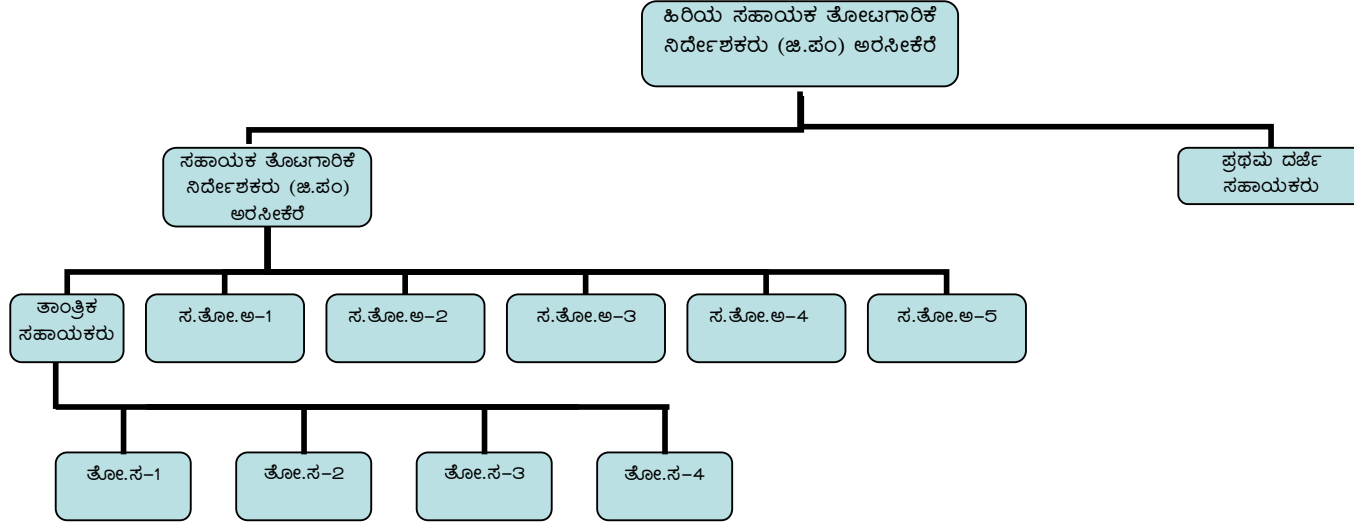 ಹಿರಿಯ ಸಹಾಯಕ ತೋಟಗಾರಿಕೆ
ನಿರ್ದೇಶಕರು (ಜಿ.ಪಂ) ಅರಸೀಕೆರೆ
ಸಹಾಯಕ ತೊಟಗಾರಿಕೆ
ನಿರ್ದೇಶಕರು (ಜಿ.ಪಂ)
ಅರಸೀಕೆರೆ
ಪ್ರಥಮ ದರ್ಜೆ
ಸಹಾಯಕರು
ತಾಂತ್ರಿಕ
ಸಹಾಯಕರು
ಸ.ತೋ.ಅ-1
ಸ.ತೋ.ಅ-2
ಸ.ತೋ.ಅ-3
ಸ.ತೋ.ಅ-4
ಸ.ತೋ.ಅ-5
ತೋ.ಸ-1
ತೋ.ಸ-2
ತೋ.ಸ-3
ತೋ.ಸ-4